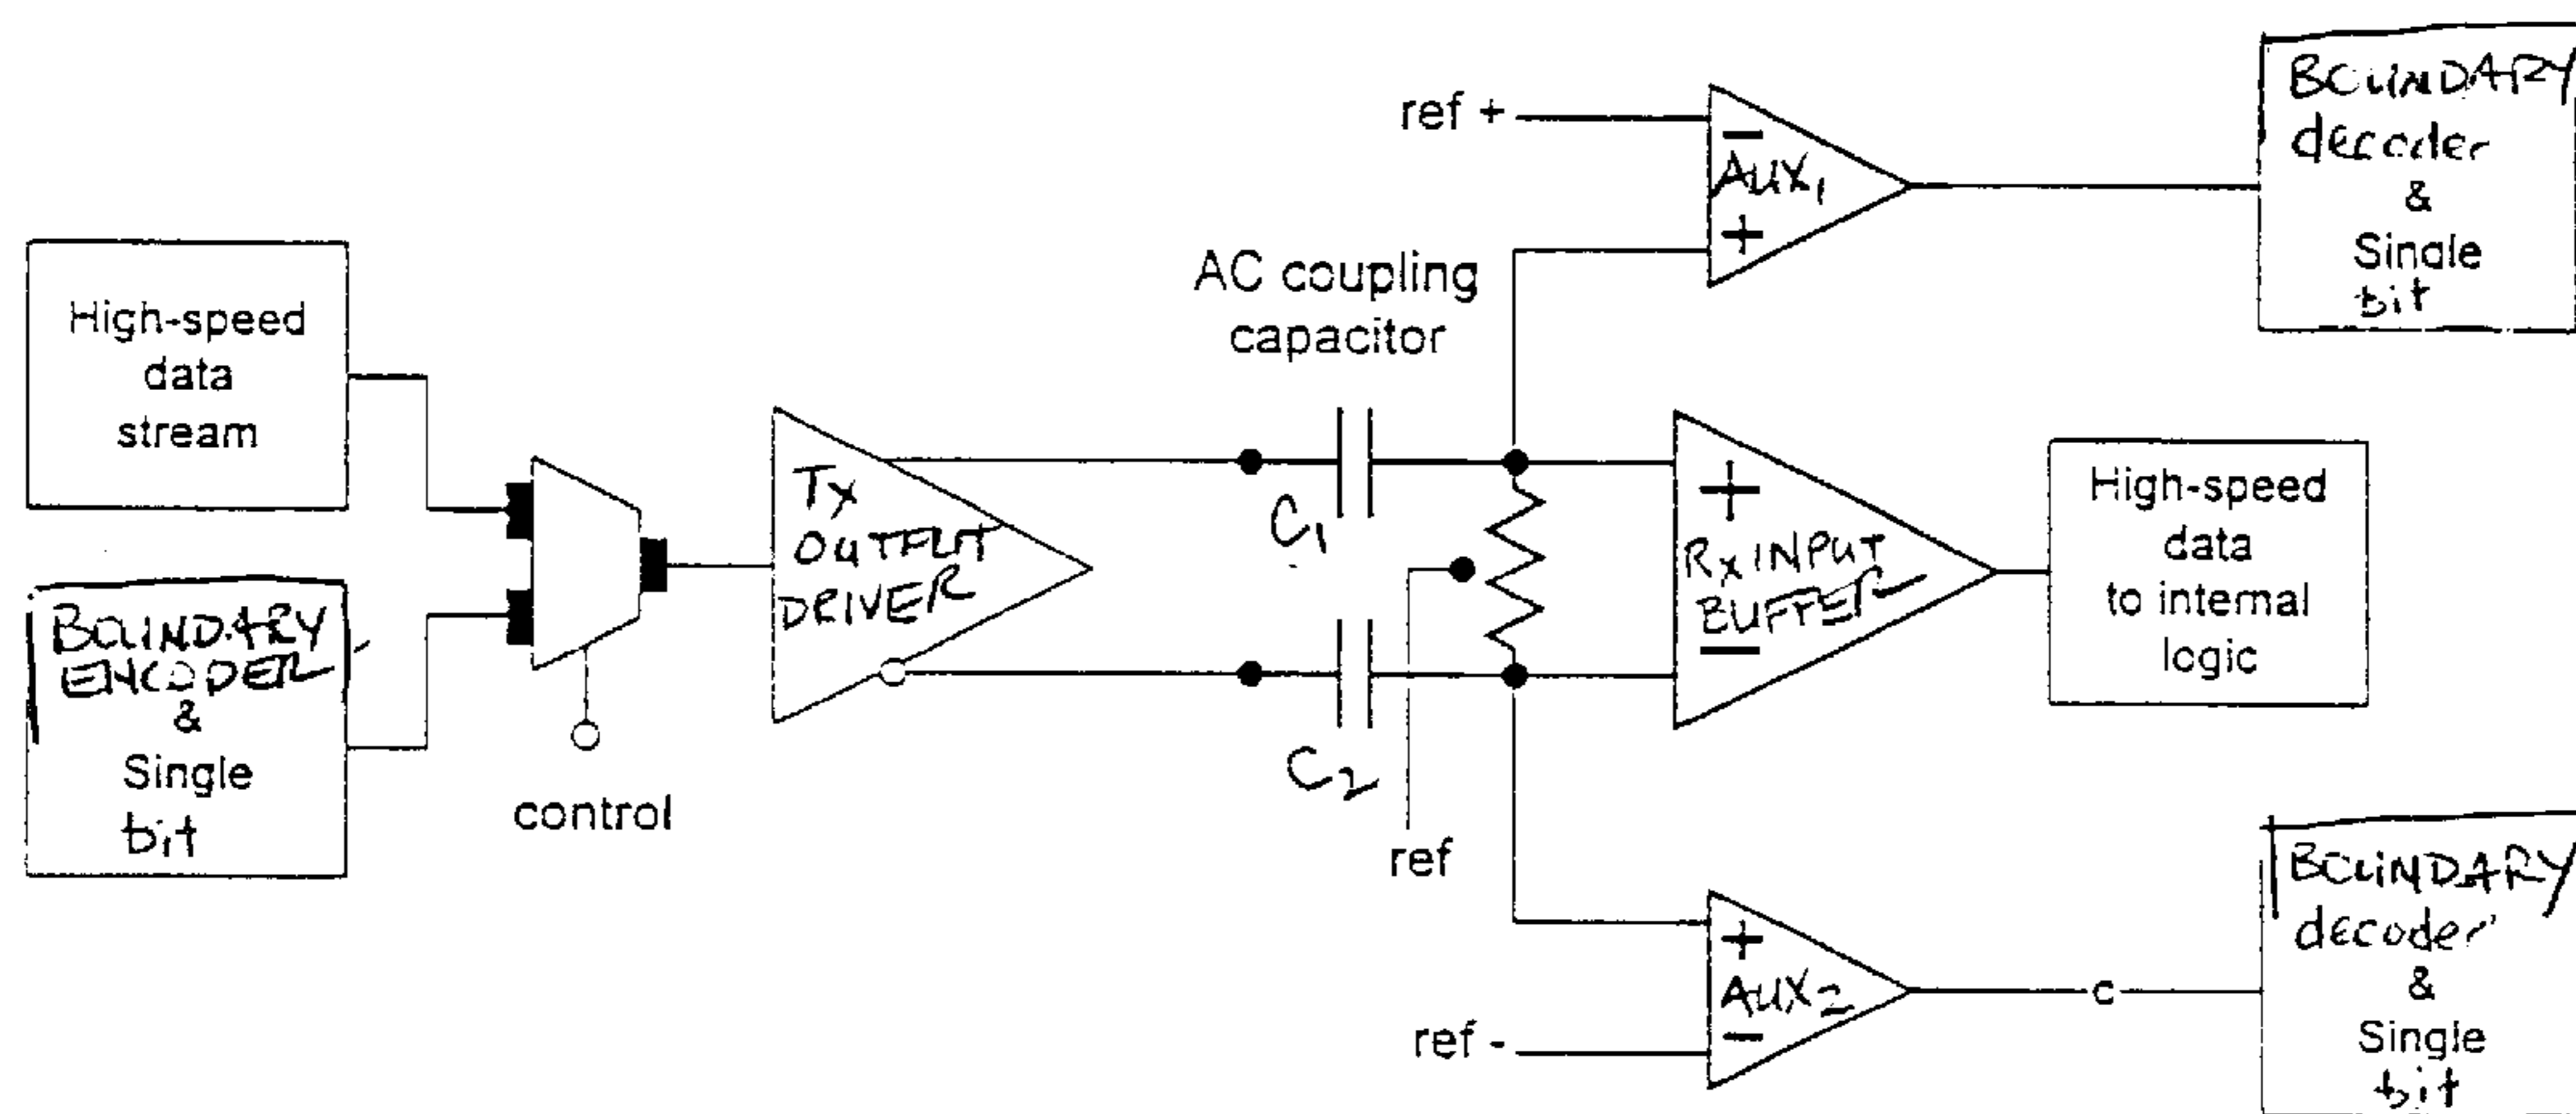 High-speed
data
stream
BOUNDARY
ENCODER
&
Single
bit
control
Tx
OUTPUT
DRIVER
AC coupling
capacitor
C1
C2
ref
ref +
-
AUX1
+
+
Rx INPUT
BUFFER
-
+
AUX2
-
ref -
c
BOUNDARY
decoder
&
Single
bit
High-speed
data
to internal
logic
BOUNDARY
decoder
&
Single
bit